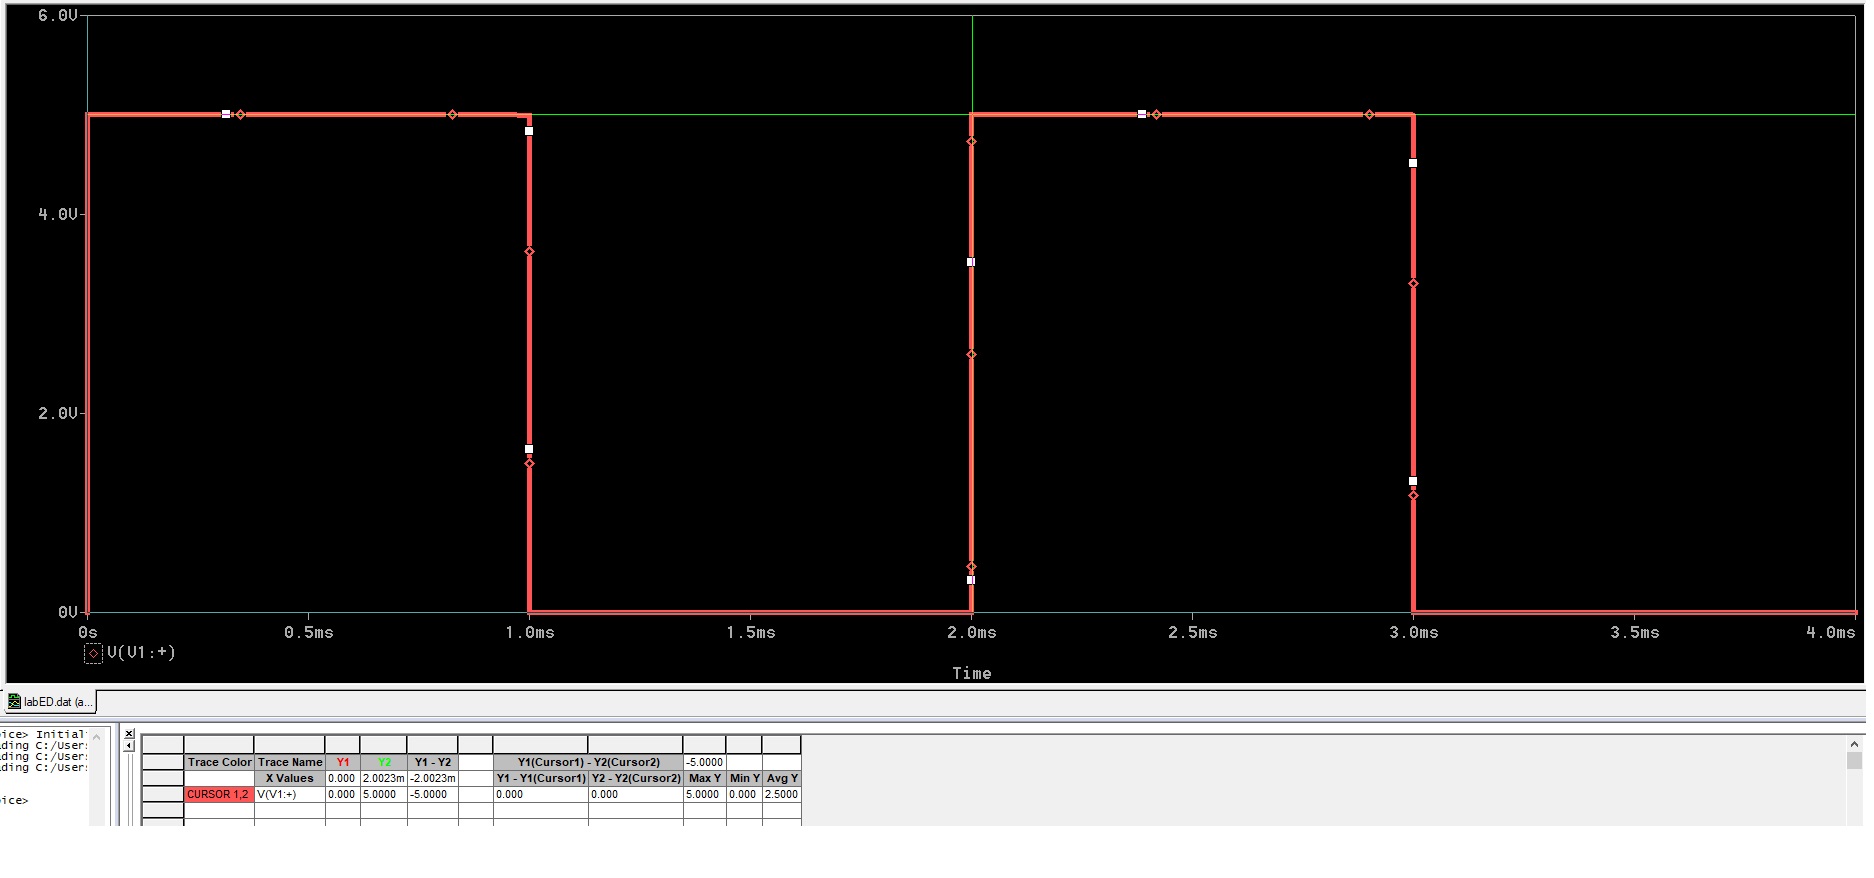 6.0V
4.0V
2.0V
0V
0s 0.5ms 1.0ms 1.5ms 2.0ms 2.5ms 3.0ms 3.5ms 4.0ms
V(V1:+)
Time
labED.dat (a...
oice> Initial
ding C:/User
ding C:/User
ding C:/User
oice>
Trace Color Trace Name Y1 Y2 Y1 - Y2 Y1(Cursor1) - Y2(Cursor2) -5.0000
X Values 0.000 2.0023m -2.0023m Y1 - Y1(Cursor1) Y2 - Y2(Cursor2) Max Y Min Y Avg Y
CURSOR 1,2 V(V1:+) 0.000 5.0000 -5.0000 0.000 0.000 5.0000 0.000 2.5000